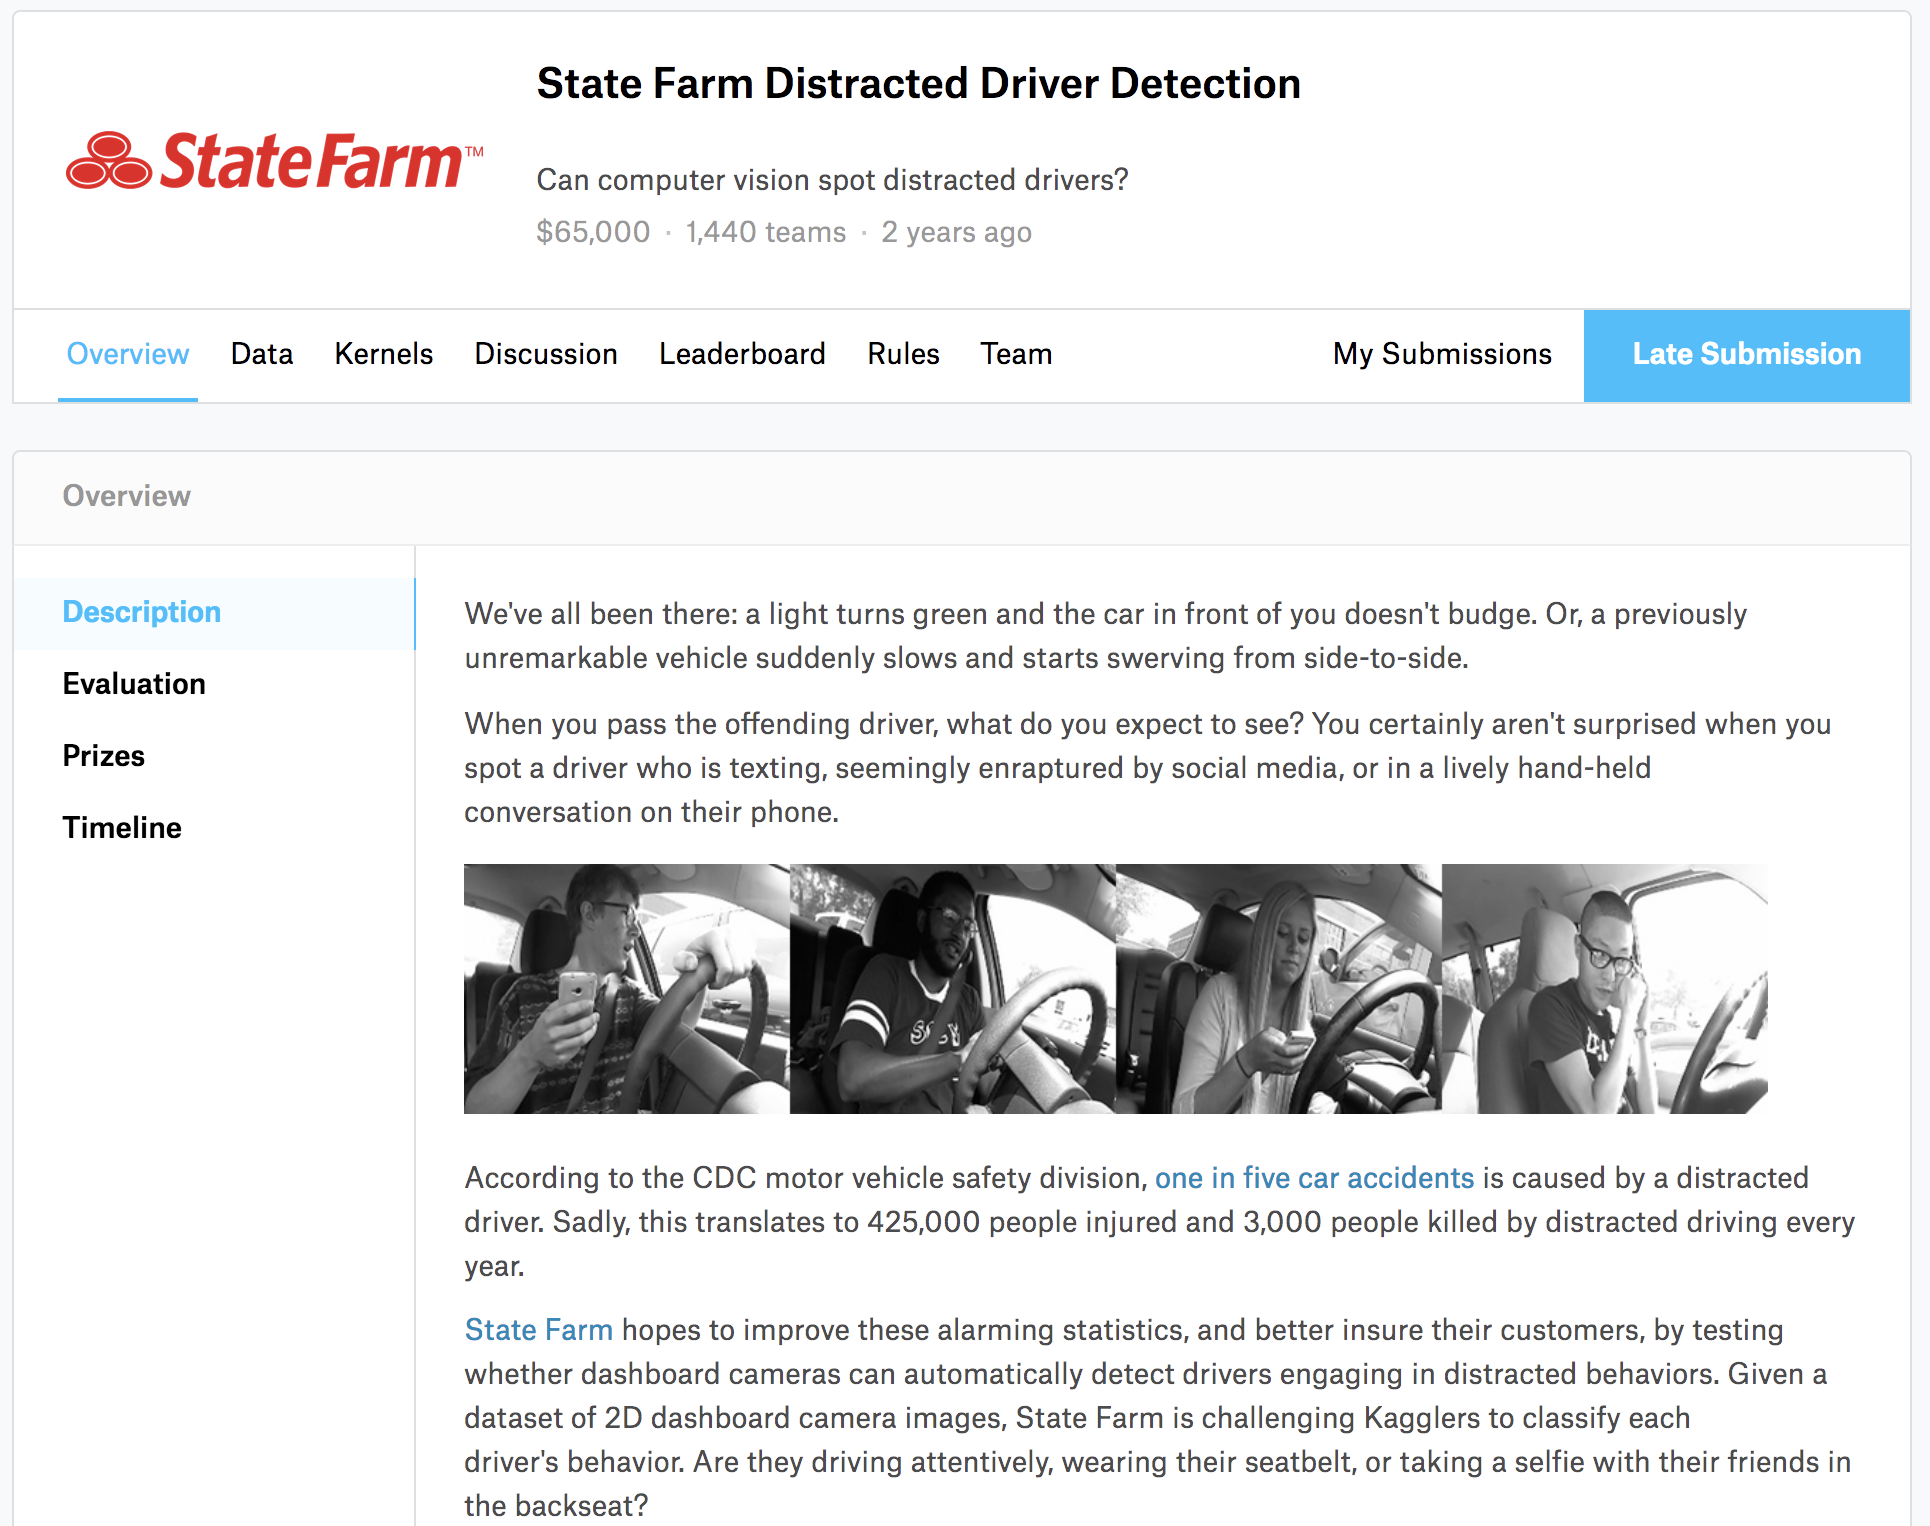 State Farm Distracted Driver Detection
StateFarm™
Can computer vision spot distracted drivers?
$65,000 · 1,440 teams · 2 years ago
Overview Data Kernels Discussion Leaderboard Rules Team My Submissions Late Submission
Overview
Description
Evaluation
Prizes
Timeline
We've all been there: a light turns green and the car in front of you doesn't budge. Or, a previously
unremarkable vehicle suddenly slows and starts swerving from side-to-side.
When you pass the offending driver, what do you expect to see? You certainly aren't surprised when you
spot a driver who is texting, seemingly enraptured by social media, or in a lively hand-held
conversation on their phone.
According to the CDC motor vehicle safety division, one in five car accidents is caused by a distracted
driver. Sadly, this translates to 425,000 people injured and 3,000 people killed by distracted driving every
year.
State Farm hopes to improve these alarming statistics, and better insure their customers, by testing
whether dashboard cameras can automatically detect drivers engaging in distracted behaviors. Given a
dataset of 2D dashboard camera images, State Farm is challenging Kagglers to classify each
driver's behavior. Are they driving attentively, wearing their seatbelt, or taking a selfie with their friends in
the backseat?